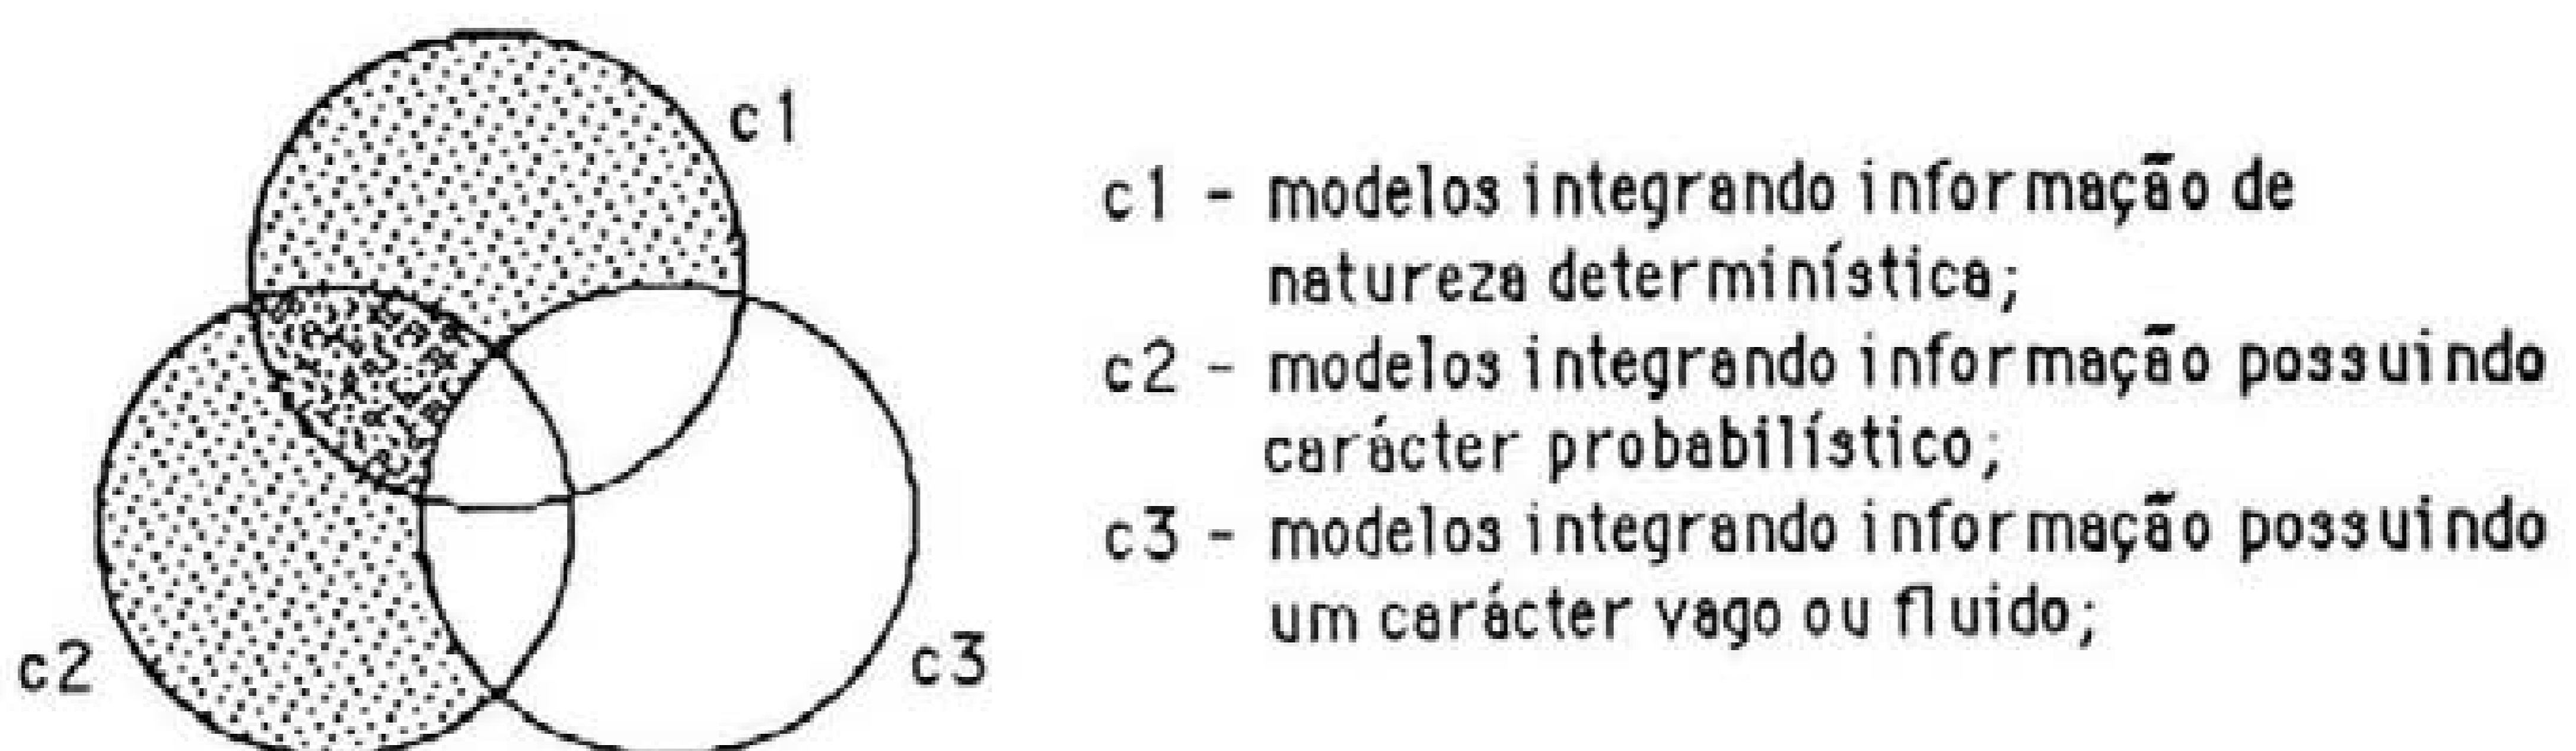 c1
c1 - modelos integrando informação de
natureza determinística;
c2 - modelos integrando informação possuindo
carácter probabilístico;
c3 - modelos integrando informação possuindo
um carácter vago ou fluido;
c2
c3